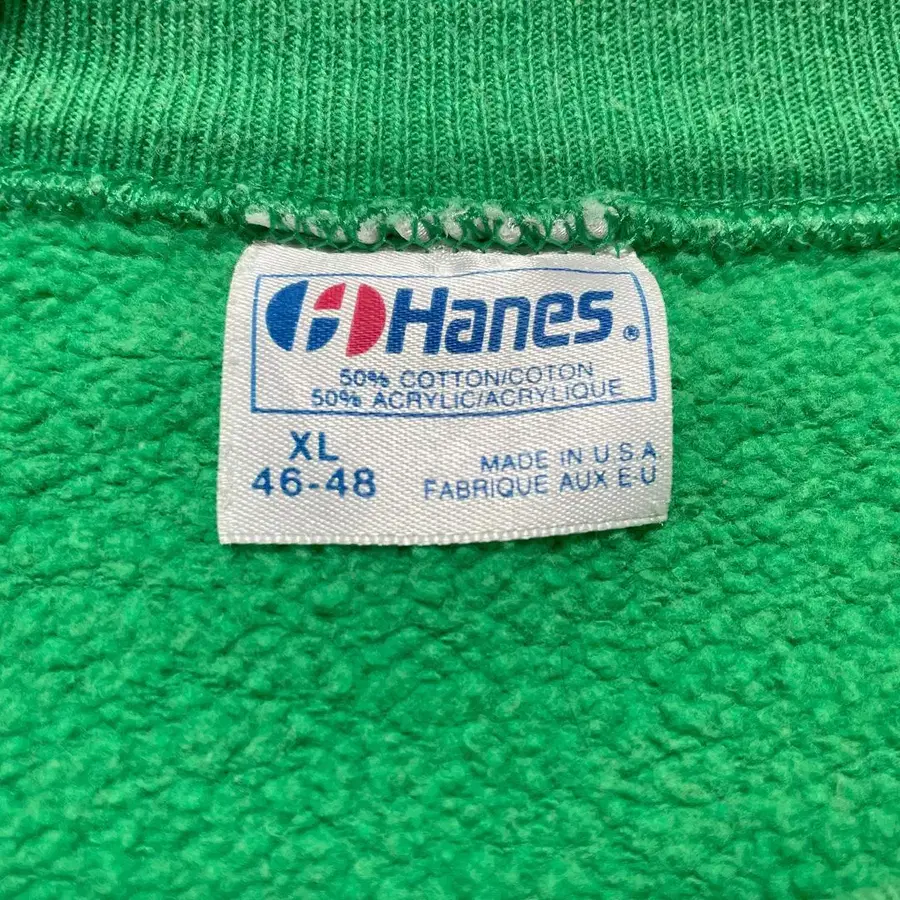 Hanes®
50% COTTON/COTON
50% ACRYLIC/ACRYLIQUE
XL
46-48
MADE IN U S A
FABRIQUE AUX E U